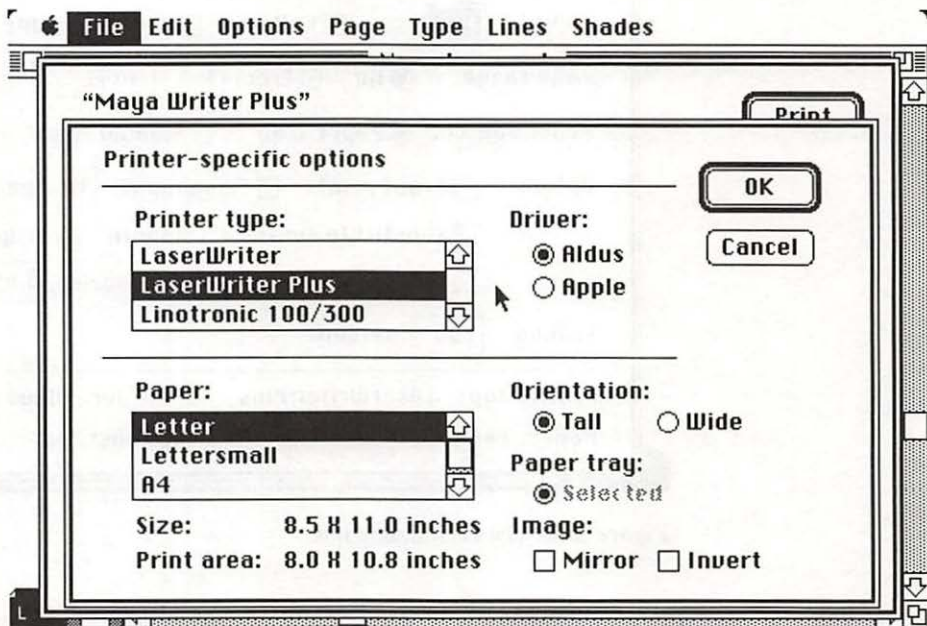 File Edit Options Page Type Lines Shades
“Maya Writer Plus”
Print
Printer-specific options
OK
Cancel
Printer type:
LaserWriter
LaserWriter Plus
Linotronic 100/300
Driver:
Aldus
Apple
Paper:
Letter
Lettersmall
A4
Orientation:
Tall Wide
Paper tray:
Selected
Size: 8.5 X 11.0 inches
Print area: 8.0 X 10.8 inches
Image:
Mirror Invert
L